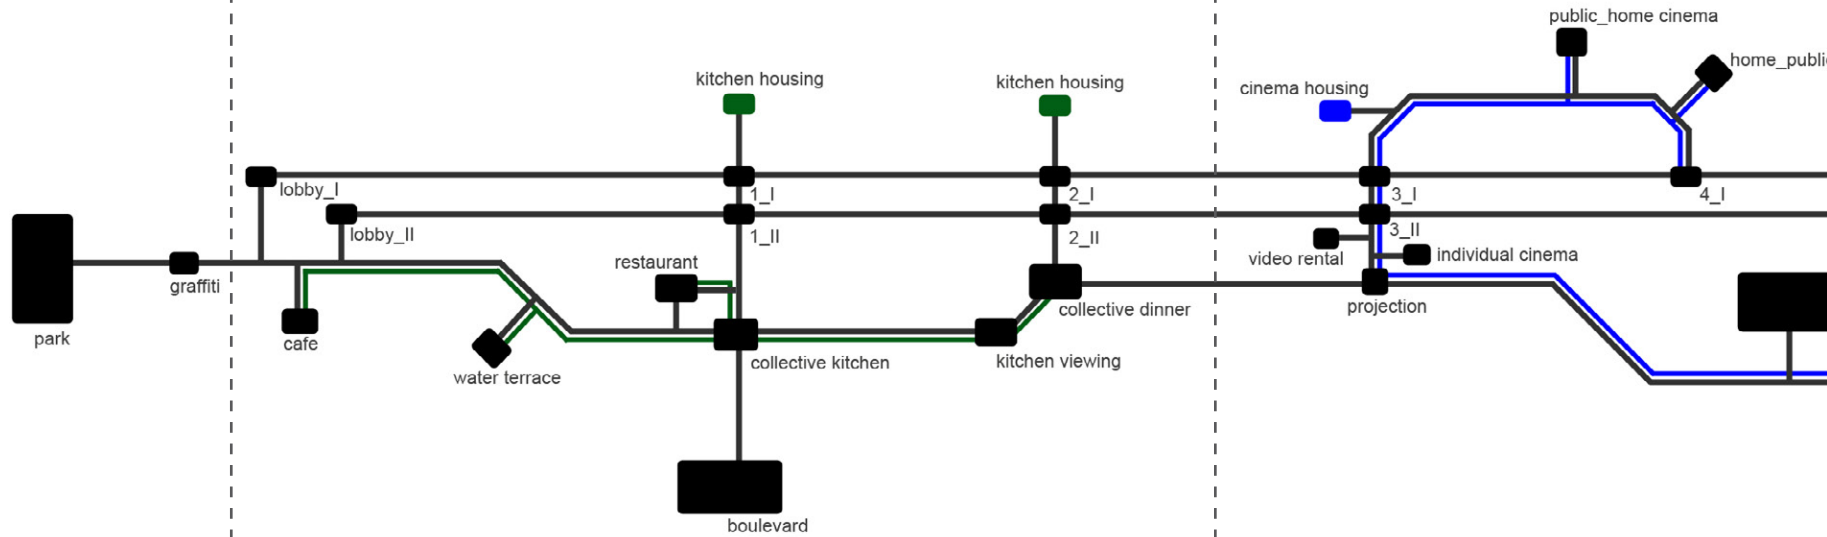 public_home cinema
home_public
kitchen housing
kitchen housing
cinema housing
lobby_I
1_I
2_I
3_I
4_I
lobby_II
1_II
2_II
3_II
restaurant
video rental
individual cinema
graffiti
collective dinner
projection
park
cafe
collective kitchen
kitchen viewing
water terrace
boulevard